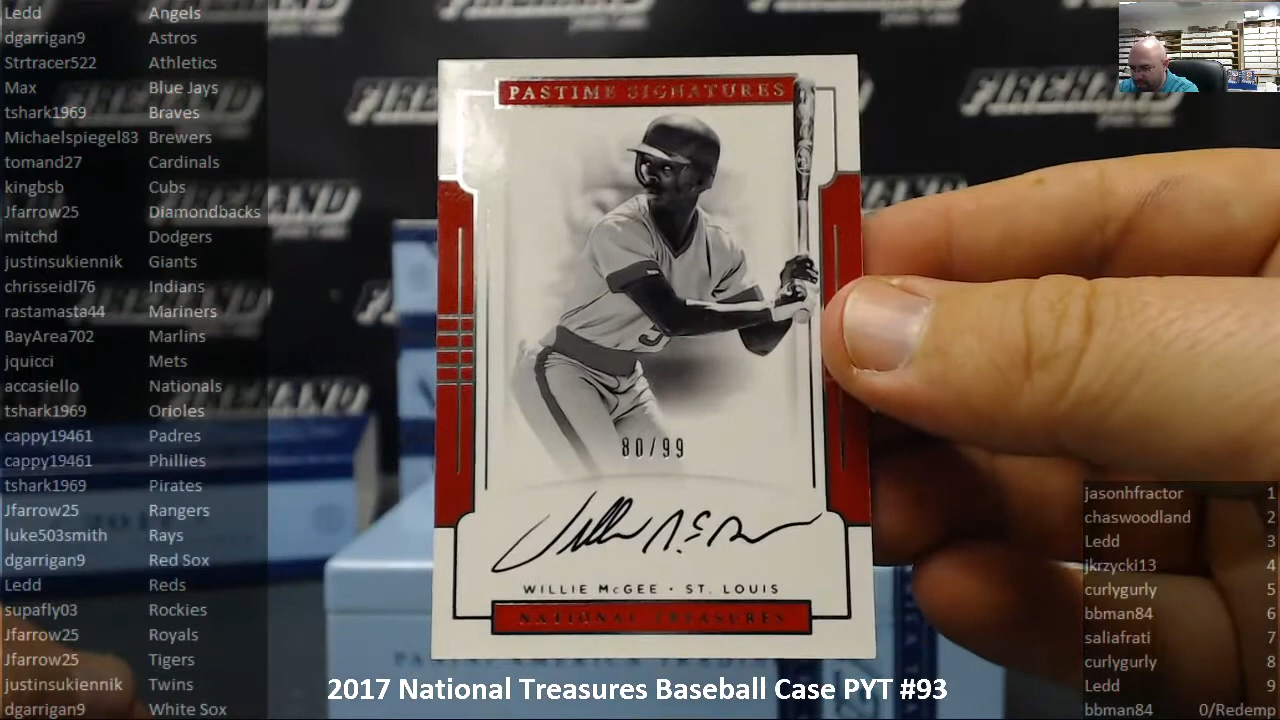 Ledd Angels
dgarrigan9 Astros
Strtracer522 Athletics
Max Blue Jays
tshark1969 Braves
Michaelspiegel83 Brewers
tomand27 Cardinals
kingbsb Cubs
Jfarrow25 Diamondbacks
mitchd Dodgers
justinsukiennik Giants
chrisseidl76 Indians
rastamasta44 Mariners
BayArea702 Marlins
jquicci Mets
accasiello Nationals
tshark1969 Orioles
cappy19461 Padres
cappy19461 Phillies
tshark1969 Pirates
Jfarrow25 Rangers
luke503smith Rays
dgarrigan9 Red Sox
Ledd Reds
supafly03 Rockies
Jfarrow25 Royals
Jfarrow25 Tigers
justinsukiennik Twins
dgarrigan9 White Sox
FIREHAND
FIREHAND
FIREHAND
FIREHAND
PASTIME SIGNATURES
80/99
WILLIE McGEE • ST. LOUIS
NATIONAL TREASURES
jasonhfractor 1
chaswoodland 2
Ledd 3
jkrzycki13 4
curlygurly 5
bbman84 6
saliafrati 7
curlygurly 8
Ledd 9
bbman84 0/Redemp
2017 National Treasures Baseball Case PYT #93